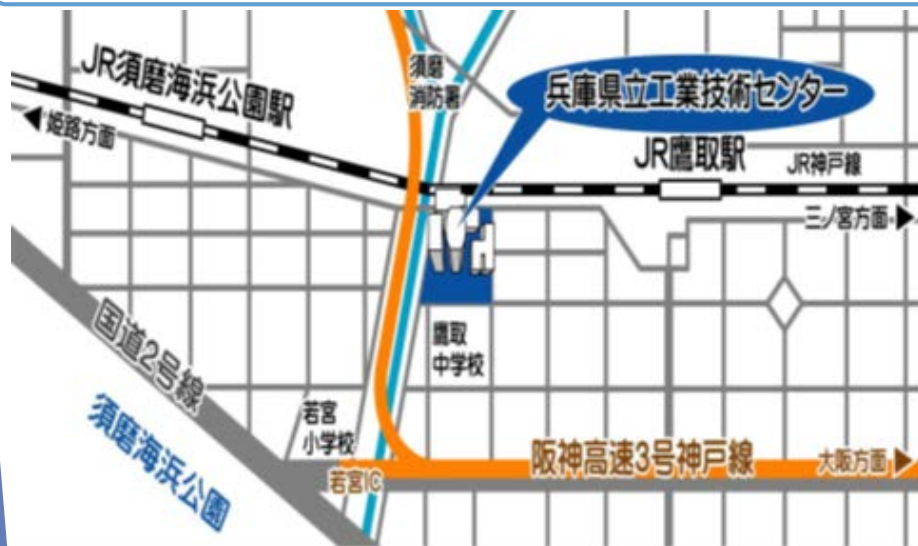 JR須磨海浜公園駅
姫路方面
須磨
消防署
兵庫県立工業技術センター
JR鷹取駅
JR神戸線
三ノ宮方面
国道2号線
須磨海浜公園
鷹取
中学校
若宮
小学校
若宮IC
阪神高速3号神戸線
大阪方面